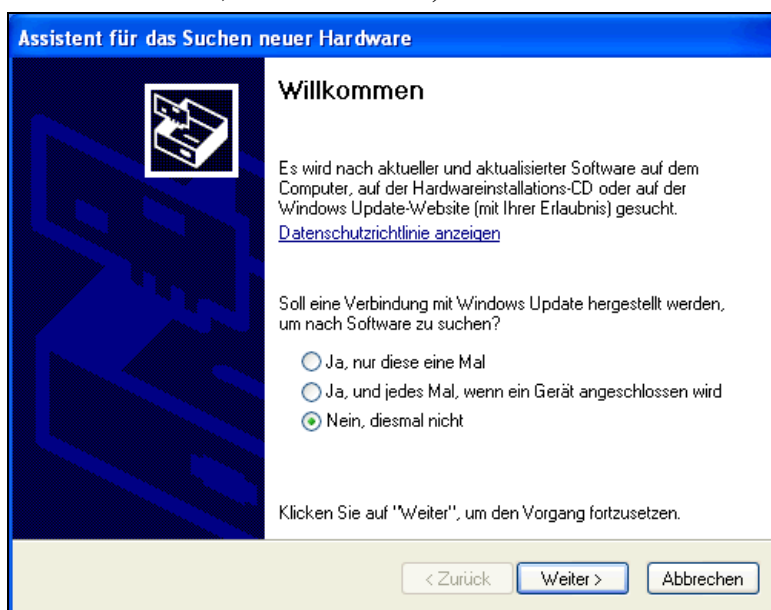 Assistent für das Suchen neuer Hardware
Willkommen
Es wird nach aktueller und aktualisierter Software auf dem
Computer, auf der Hardwareinstallations-CD oder auf der
Windows Update-Website (mit Ihrer Erlaubnis) gesucht.
Datenschutzrichtlinie anzeigen
Soll eine Verbindung mit Windows Update hergestellt werden,
um nach Software zu suchen?
Ja, nur diese eine Mal
Ja, und jedes Mal, wenn ein Gerät angeschlossen wird
Nein, diesmal nicht
Klicken Sie auf "Weiter", um den Vorgang fortzusetzen.
< Zurück
Weiter >
Abbrechen